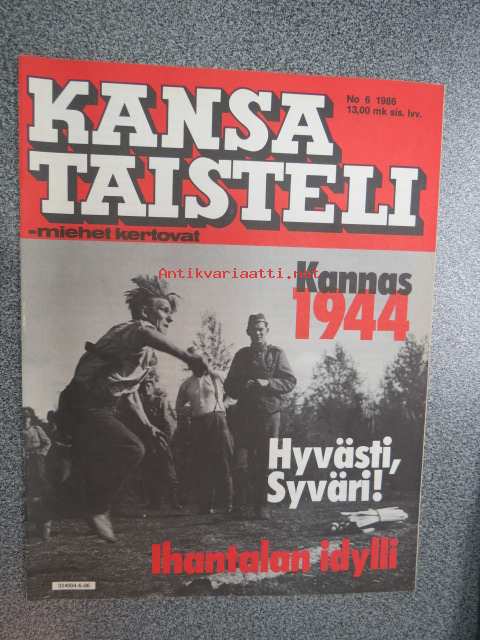 KANSA
TAISTELI
-miehet kertovat
No 6 1986
13,00 mk sis. lvv.
Antikvariaatti.net
Kannas
1944
Hyvästi,
Syväri!
Ihantalan idylli